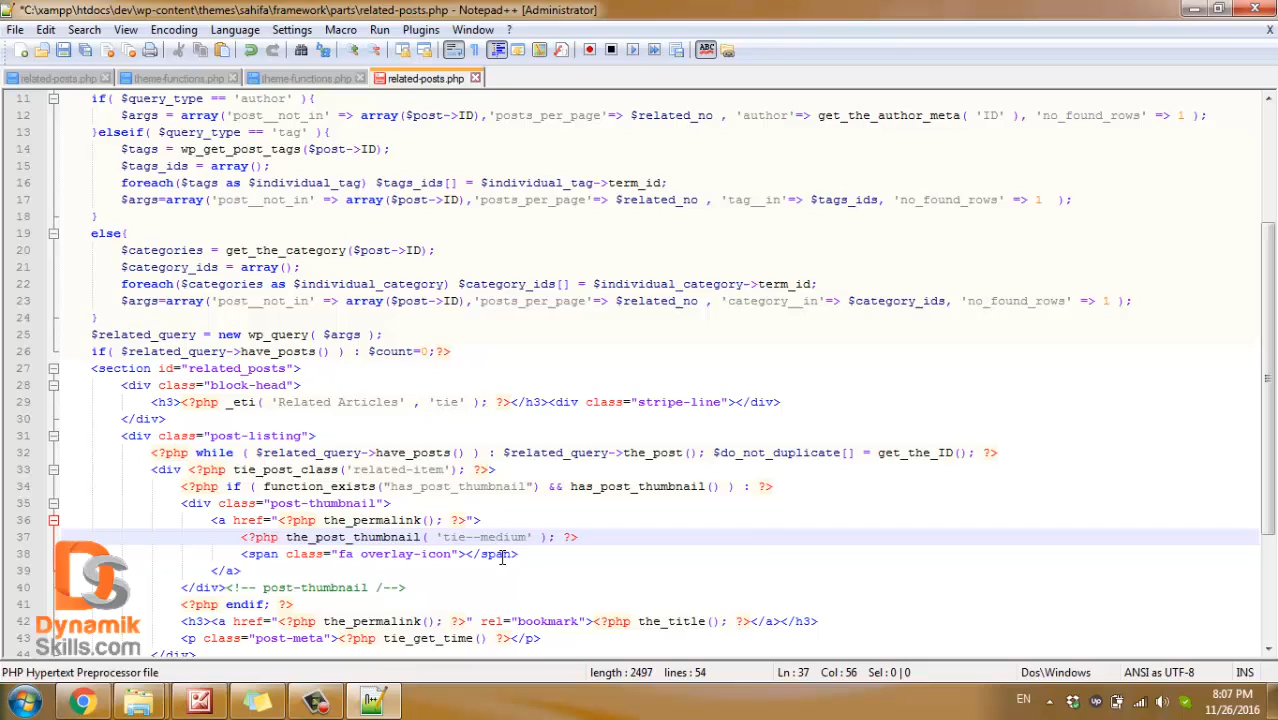 *C:\xampp\htdocs\dev\wp-content\themes\sahifa\framework\parts\related-posts.php - Notepad++ [Administrator]
File Edit Search View Encoding Language Settings Macro Run Plugins Window ? X
related-posts.php theme-functions.php theme-functions.php related-posts.php
11 if( $query_type == 'author' ){
12 $args = array('post__not_in' => array($post->ID),'posts_per_page'=> $related_no , 'author'=> get_the_author_meta( 'ID' ), 'no_found_rows' => 1 );
13 }elseif( $query_type == 'tag' ){
14 $tags = wp_get_post_tags($post->ID);
15 $tags_ids = array();
16 foreach($tags as $individual_tag) $tags_ids[] = $individual_tag->term_id;
17 $args=array('post__not_in' => array($post->ID),'posts_per_page'=> $related_no , 'tag__in'=> $tags_ids, 'no_found_rows' => 1 );
18 }
19 else{
20 $categories = get_the_category($post->ID);
21 $category_ids = array();
22 foreach($categories as $individual_category) $category_ids[] = $individual_category->term_id;
23 $args=array('post__not_in' => array($post->ID),'posts_per_page'=> $related_no , 'category__in'=> $category_ids, 'no_found_rows' => 1 );
24 }
25 $related_query = new wp_query( $args );
26 if( $related_query->have_posts() ) : $count=0;?>
27 <section id="related_posts">
28 <div class="block-head">
29 <h3><?php _eti( 'Related Articles' , 'tie' ); ?></h3><div class="stripe-line"></div>
30 </div>
31 <div class="post-listing">
32 <?php while ( $related_query->have_posts() ) : $related_query->the_post(); $do_not_duplicate[] = get_the_ID(); ?>
33 <div <?php tie_post_class('related-item'); ?>>
34 <?php if ( function_exists("has_post_thumbnail") && has_post_thumbnail() ) : ?>
35 <div class="post-thumbnail">
36 <a href="<?php the_permalink(); ?>">
37 <?php the_post_thumbnail( 'tie--medium' ); ?>
38 <span class="fa overlay-icon"></span>
39 </a>
40 </div><!-- post-thumbnail /-->
41 <?php endif; ?>
42 <h3><a href="<?php the_permalink(); ?>" rel="bookmark"><?php the_title(); ?></a></h3>
43 <p class="post-meta"><?php tie_get_time() ?></p>
44 </div>
Dynamik
Skills.com
PHP Hypertext Preprocessor file length : 2497 lines : 54 Ln : 37 Col : 56 Sel : 0 | 0 Dos\Windows ANSI as UTF-8 INS
EN 8:07 PM
11/26/2016